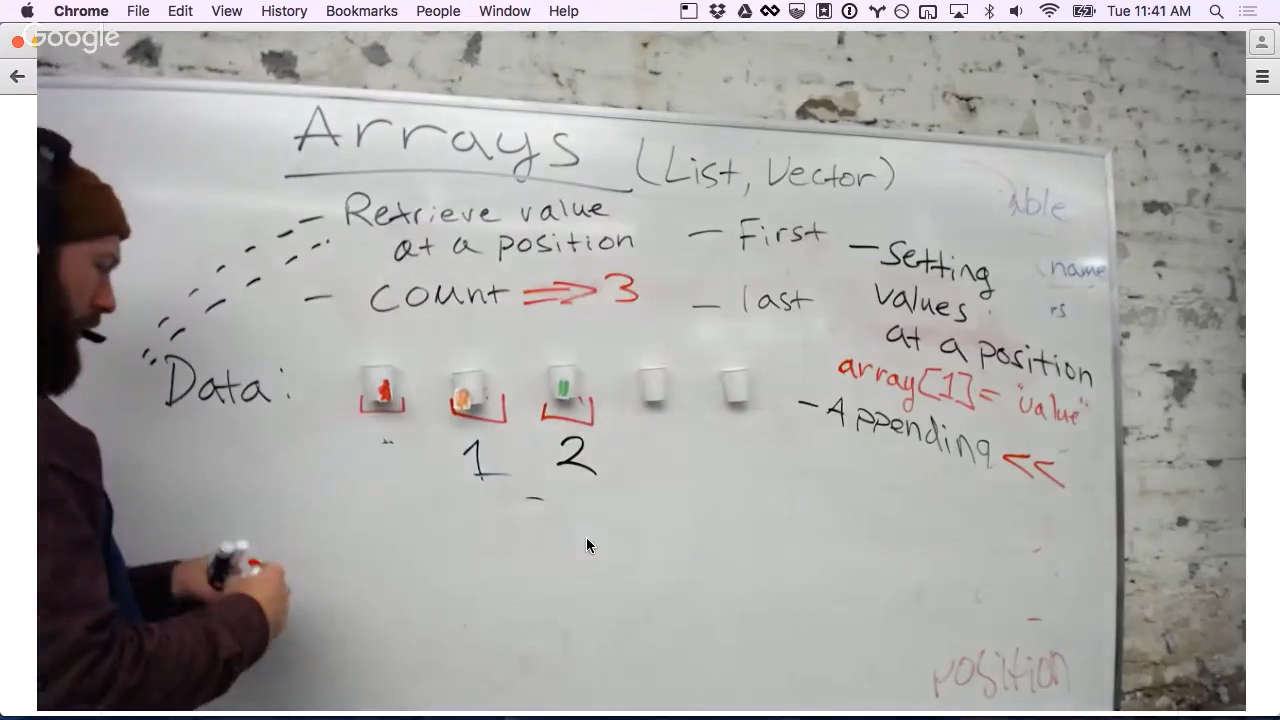 Chrome File Edit View History Bookmarks People Window Help Tue 11:41 AM
Google
Arrays (List, Vector)
- Retrieve value
at a position
- Count => 3
- First
- last
- Setting
values
at a position
array[1] = "value"
- Appending <<
able
name
rs
Data:
1 2
position